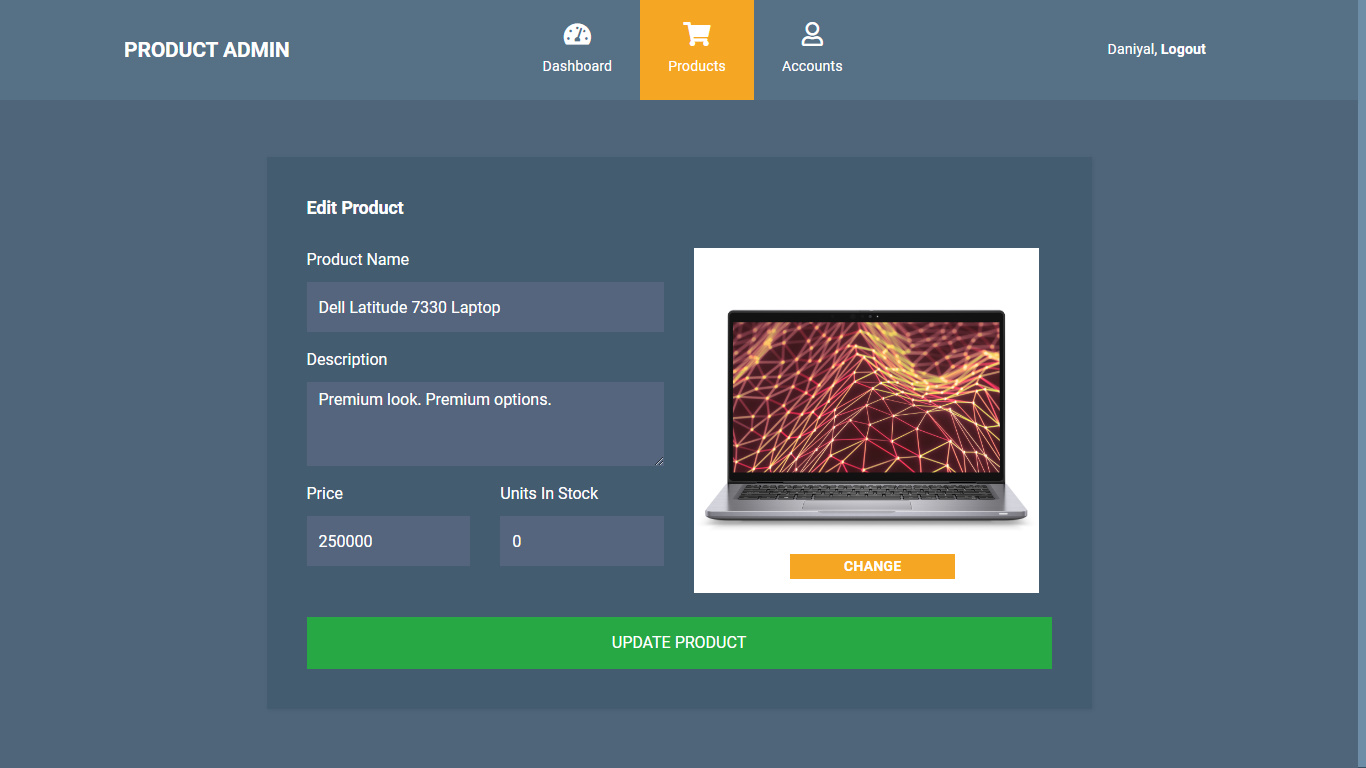 PRODUCT ADMIN
Dashboard
Products
Accounts
Daniyal, Logout
Edit Product
Product Name
Dell Latitude 7330 Laptop
Description
Premium look. Premium options.
Price
Units In Stock
250000
0
CHANGE
UPDATE PRODUCT